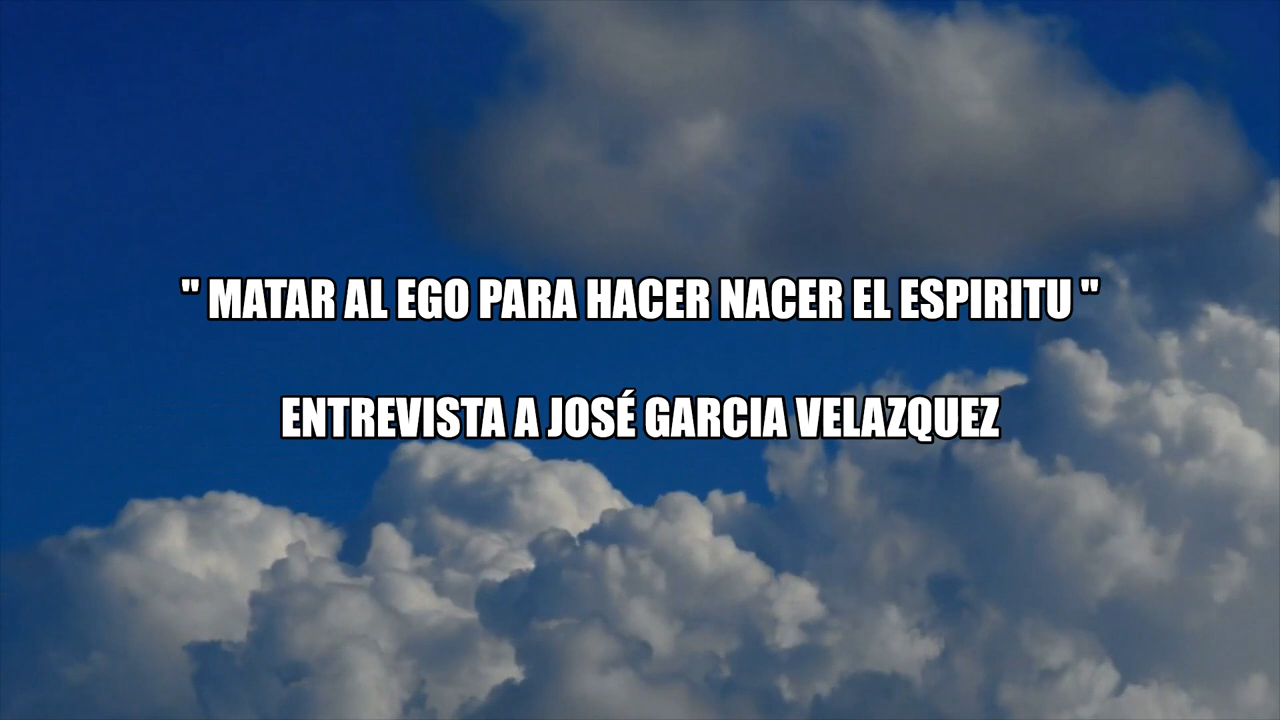 " MATAR AL EGO PARA HACER NACER EL ESPIRITU "
ENTREVISTA A JOSÉ GARCIA VELAZQUEZ